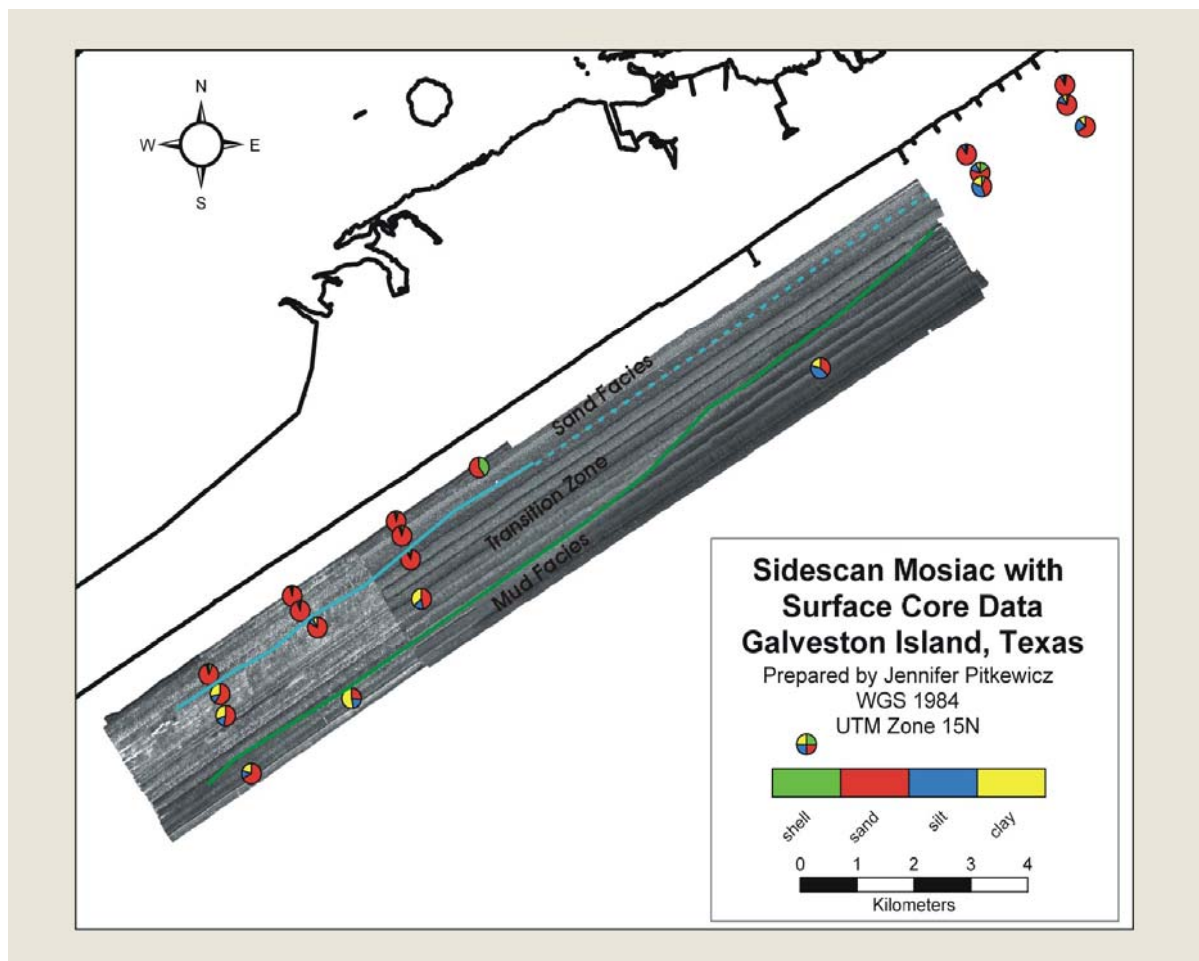 N
W E
S
Sand Facies
Transition Zone
Mud Facies
Sidescan Mosiac with
Surface Core Data
Galveston Island, Texas
Prepared by Jennifer Pitkewicz
WGS 1984
UTM Zone 15N
shell sand silt clay
0 1 2 3 4
Kilometers